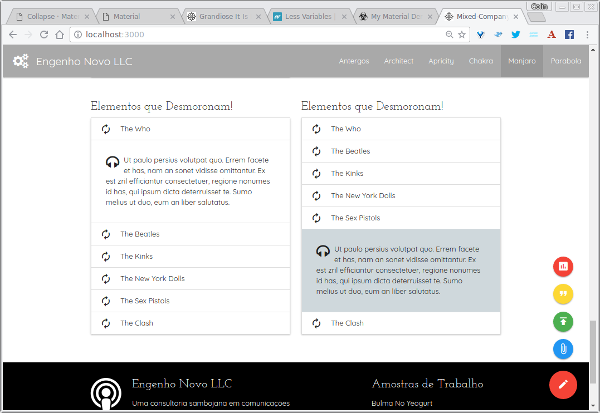 Collapse - Mate
Material
Grandiose It Is
Less Variables
My Material De
Mixed Company
Cain
localhost:3000
Engenho Novo LLC
Antergos
Architect
Apricity
Chakra
Manjaro
Parabola
Elementos que Desmoronam!
The Who
Ut paulo persius volutpat quo. Errem facete
et has, nam an sonet vidisse omittantur. Ex
est zril efficiantur consectetuer, regione nonumes
id has, qui ipsum dicta deterruisset te. Sumo
melius ut duo, eum an liber salutatus.
The Beatles
The Kinks
The New York Dolls
The Sex Pistols
The Clash
Elementos que Desmoronam!
The Who
The Beatles
The Kinks
The New York Dolls
The Sex Pistols
Ut paulo persius volutpat quo. Errem facete
et has, nam an sonet vidisse omittantur. Ex
est zril efficiantur consectetuer, regione nonumes
id has, qui ipsum dicta deterruisset te. Sumo
melius ut duo, eum an liber salutatus.
The Clash
Engenho Novo LLC
Uma consultoria sambojana em comunicações
Amostras de Trabalho
Bulma No Yeogurt